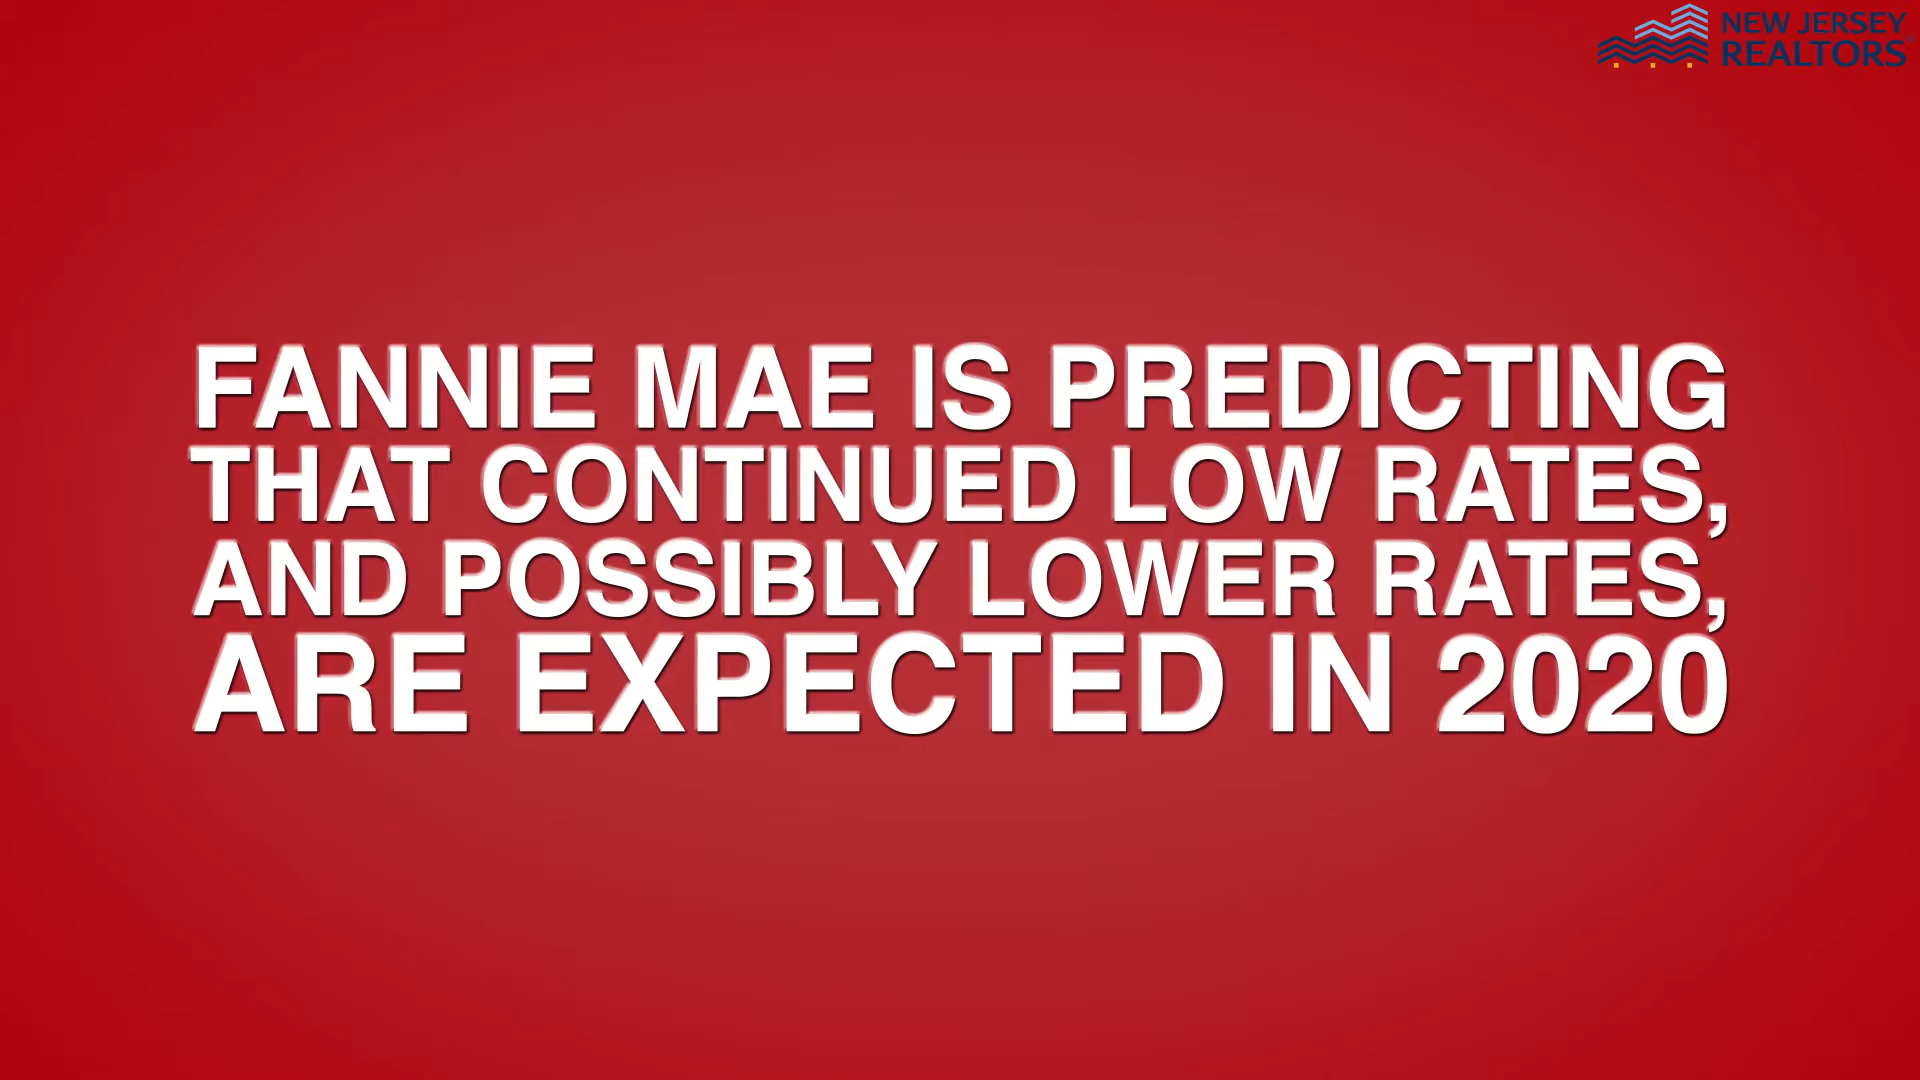 NEW JERSEY
REALTORS®
FANNIE MAE IS PREDICTING
THAT CONTINUED LOW RATES,
AND POSSIBLY LOWER RATES,
ARE EXPECTED IN 2020